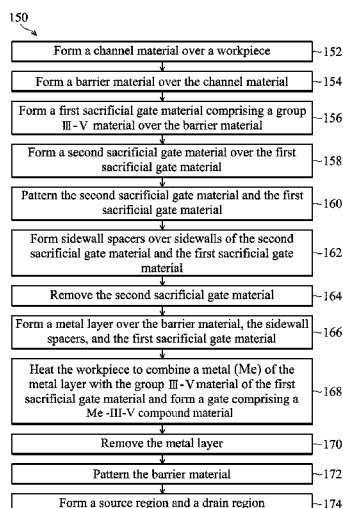 150
Form a channel material over a workpiece
152
Form a barrier material over the channel material
154
Form a first sacrificial gate material comprising a group
III-V material over the barrier material
156
Form a second sacrificial gate material over the first
sacrificial gate material
158
Pattern the second sacrificial gate material and the first
sacrificial gate material
160
Form sidewall spacers over sidewalls of the second
sacrificial gate material and the first sacrificial gate
material
162
Remove the second sacrificial gate material
164
Form a metal layer over the barrier material, the sidewall
spacers, and the first sacrificial gate material
166
Heat the workpiece to combine a metal (Me) of the
metal layer with the group III-V material of the first
sacrificial gate material and form a gate comprising a
Me-III-V compound material
168
Remove the metal layer
170
Pattern the barrier material
172
Form a source region and a drain region
174